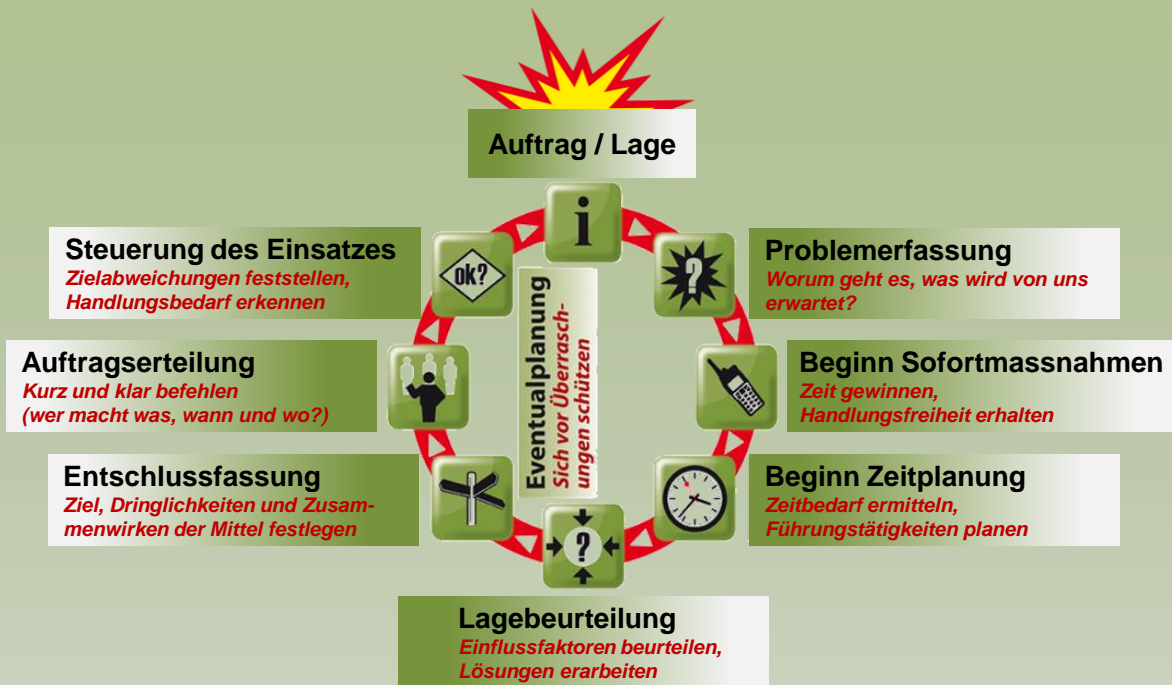 Auftrag / Lage
i
Problemerfassung
Worum geht es, was wird von uns
erwartet?
?
Beginn Sofortmassnahmen
Zeit gewinnen,
Handlungsfreiheit erhalten
Beginn Zeitplanung
Zeitbedarf ermitteln,
Führungstätigkeiten planen
?
Lagebeurteilung
Einflussfaktoren beurteilen,
Lösungen erarbeiten
Entschlussfassung
Ziel, Dringlichkeiten und Zusam-
menwirken der Mittel festlegen
Auftragserteilung
Kurz und klar befehlen
(wer macht was, wann und wo?)
Steuerung des Einsatzes
Zielabweichungen feststellen,
Handlungsbedarf erkennen
ok?
Eventualplanung
Sich vor Überrasch-
ungen schützen